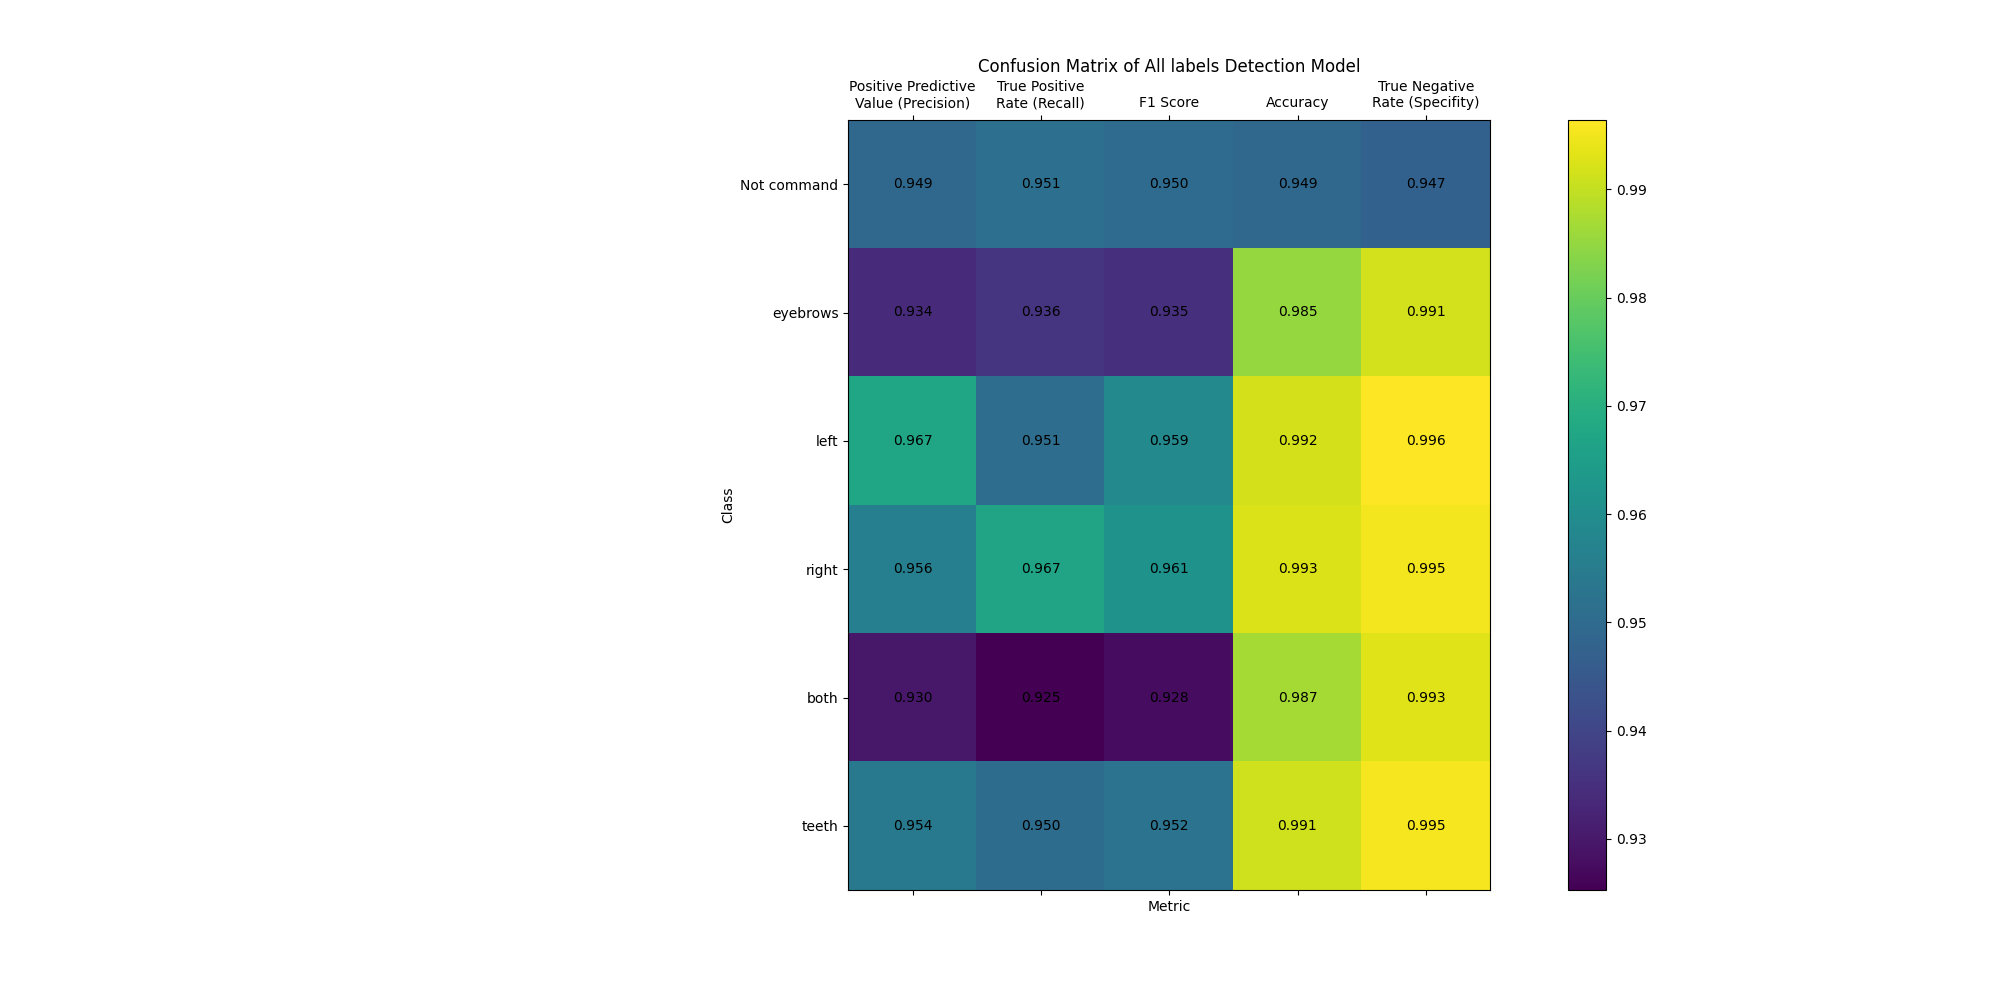 Confusion Matrix of All labels Detection Model
Positive Predictive
Value (Precision)
True Positive
Rate (Recall)
F1 Score
Accuracy
True Negative
Rate (Specifity)
Not command 0.949 0.951 0.950 0.949 0.947
eyebrows 0.934 0.936 0.935 0.985 0.991
left 0.967 0.951 0.959 0.992 0.996
right 0.956 0.967 0.961 0.993 0.995
both 0.930 0.925 0.928 0.987 0.993
teeth 0.954 0.950 0.952 0.991 0.995
Class
Metric
0.99
0.98
0.97
0.96
0.95
0.94
0.93